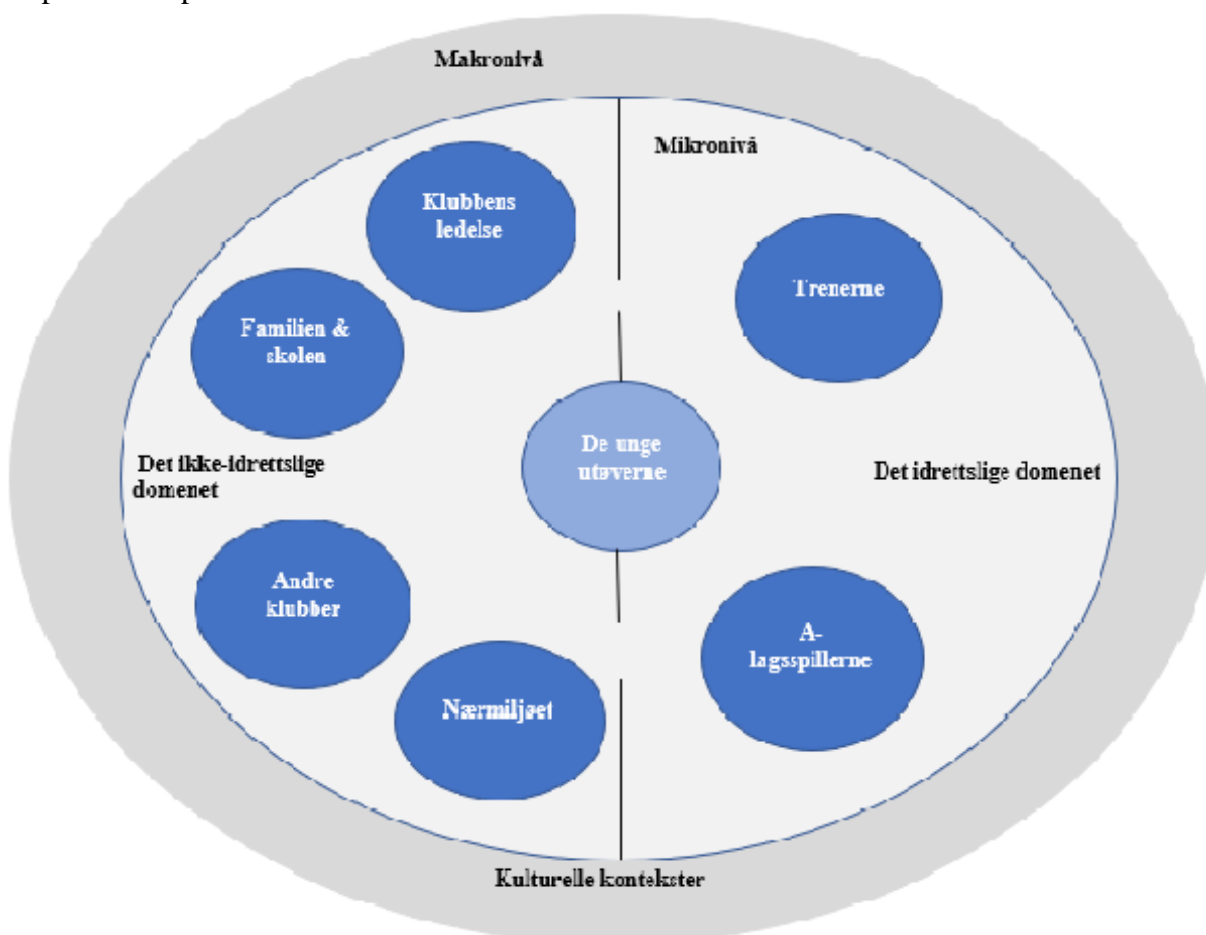 Makronivå
Mikronivå
Klubbens
ledelse
Trenerne
Familien &
skolen
De unge
utøverne
Det ikke-idrettslige
domenet
Det idrettslige domenet
Andre
klubber
A-
lagsspillerne
Nærmiljøet
Kulturelle kontekster